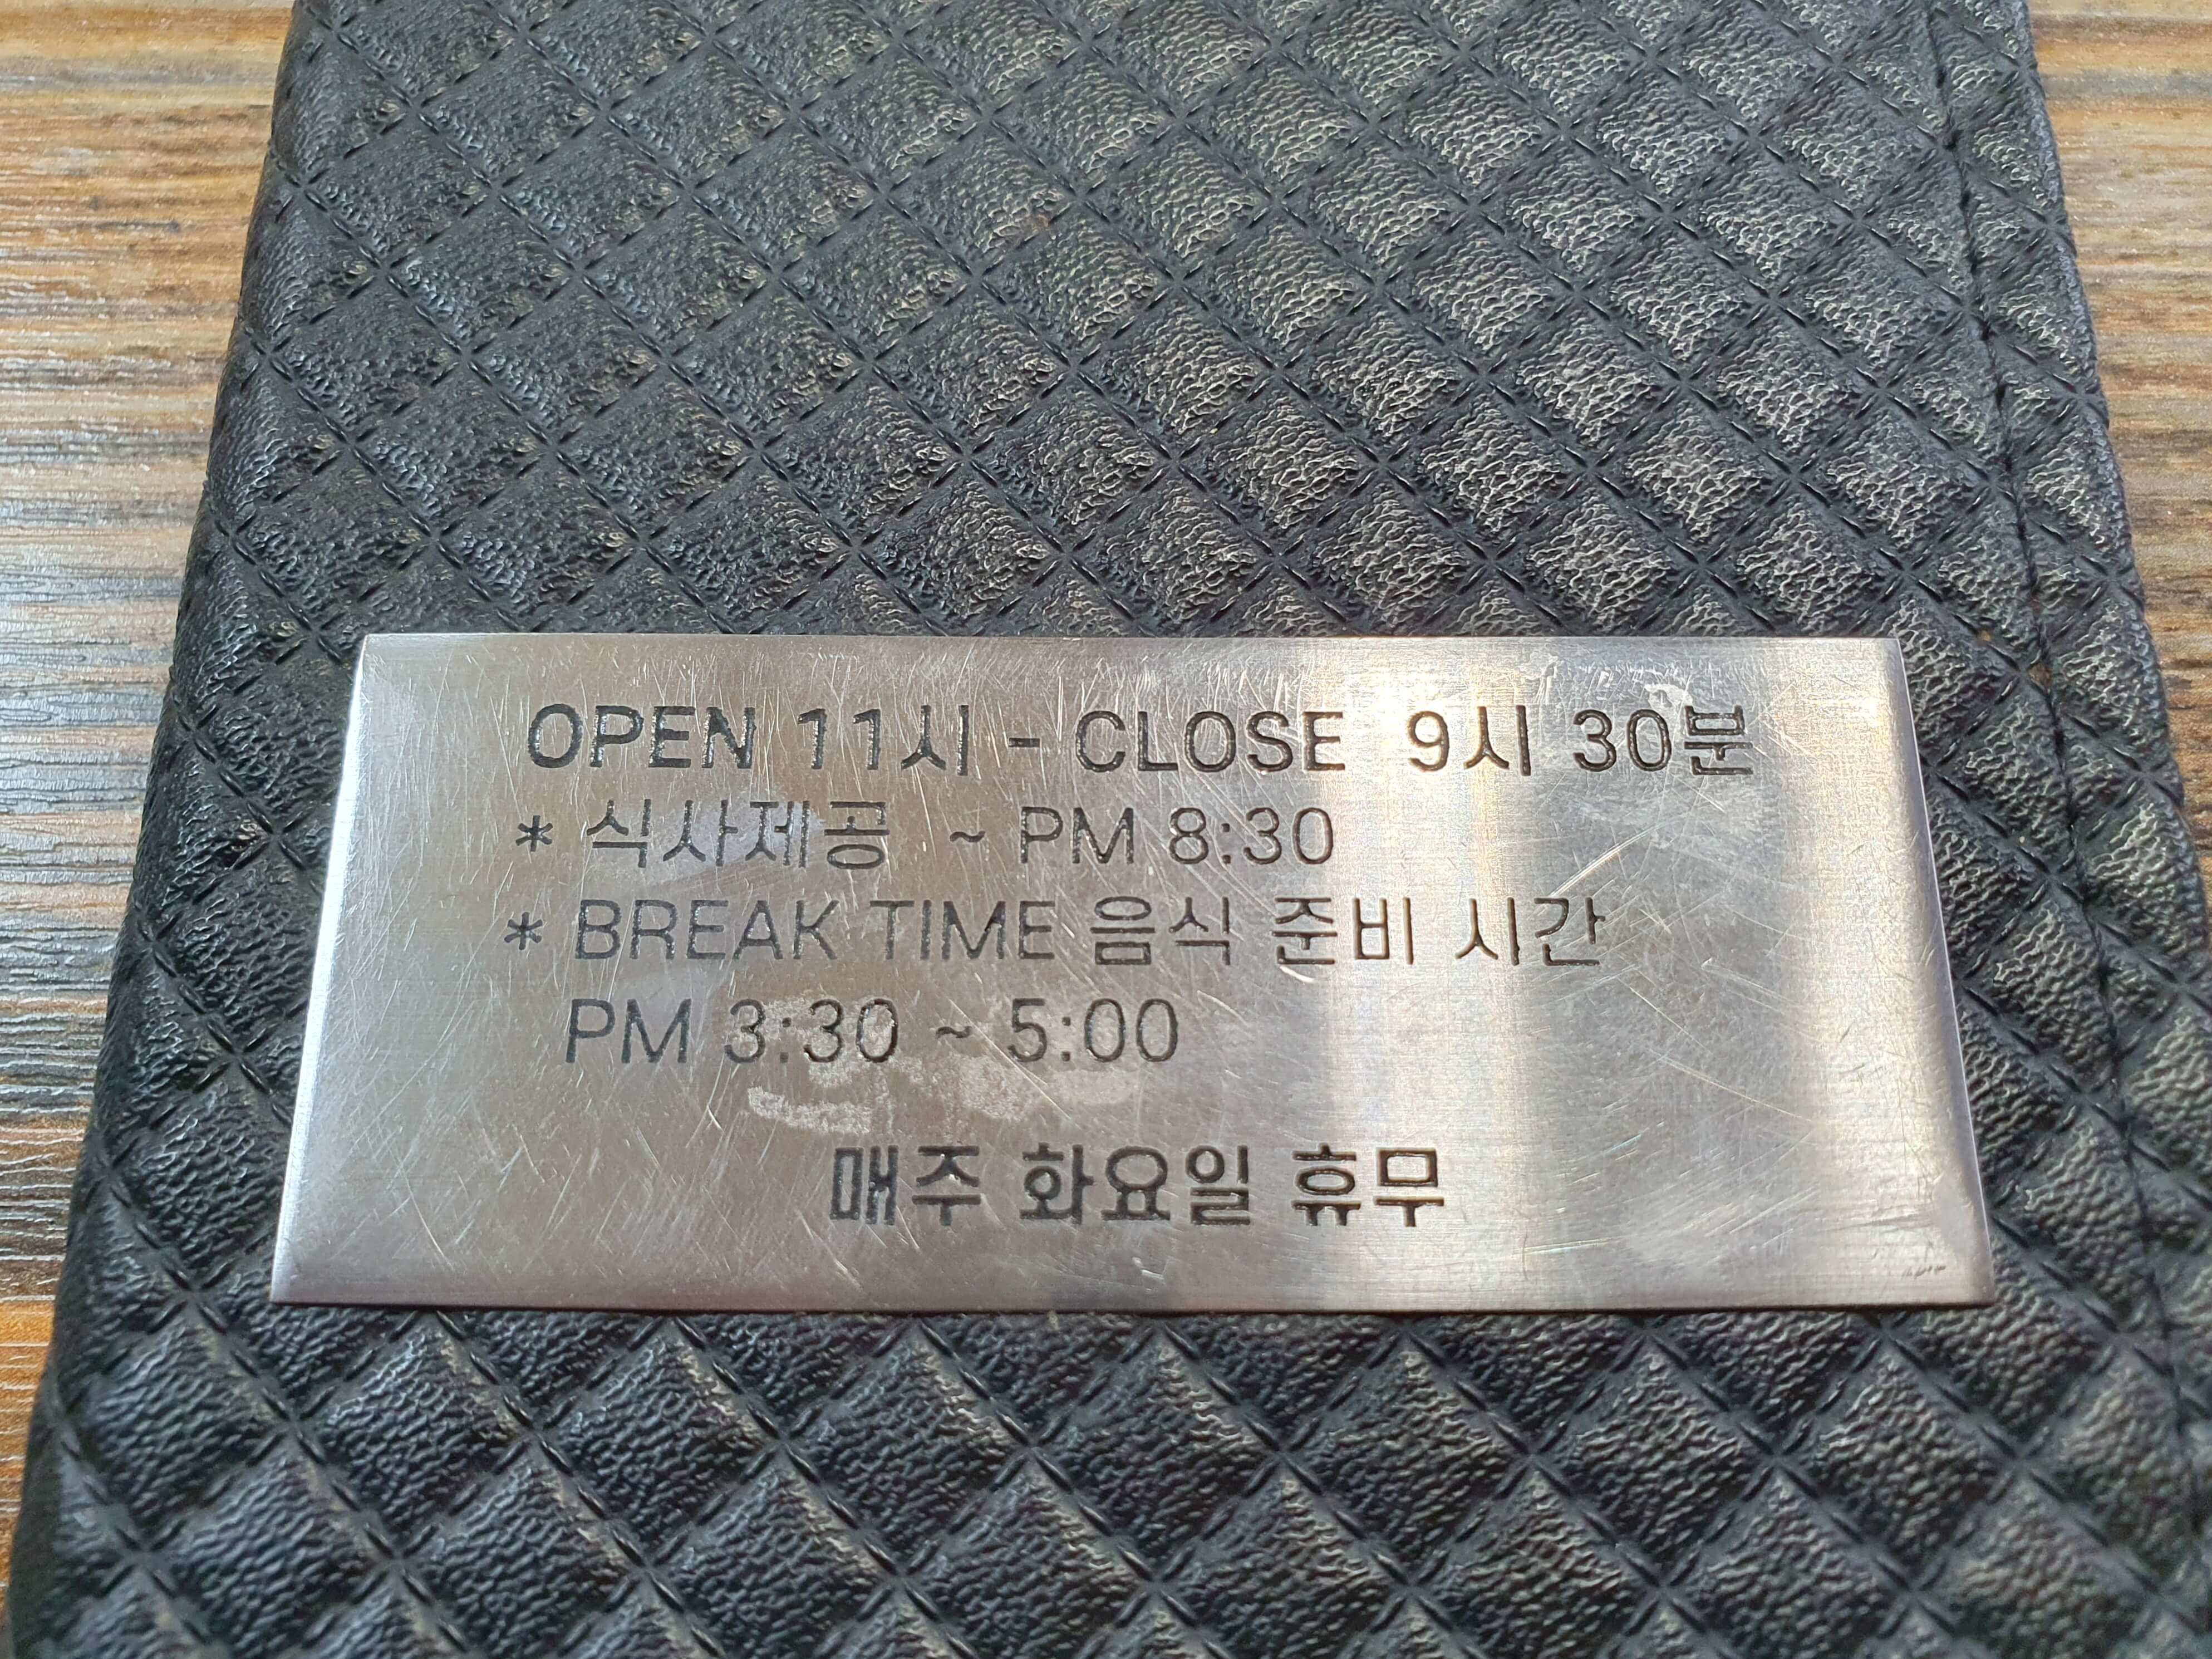 OPEN 11시 - CLOSE 9시 30분
* 식사제공 ~ PM 8:30
* BREAK TIME 음식 준비 시간
PM 3:30 ~ 5:00
매주 화요일 휴무